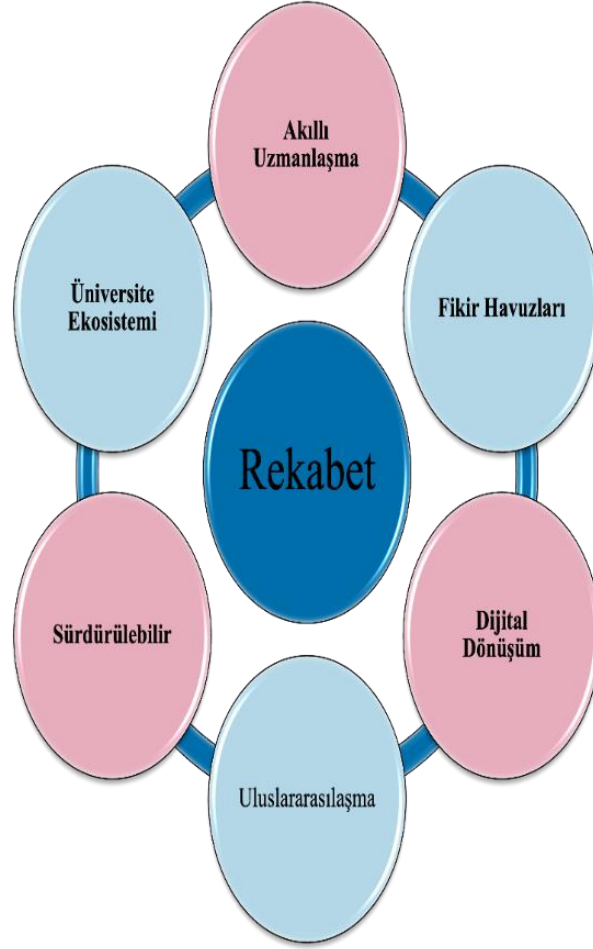 Akıllı
Uzmanlaşma
Üniversite
Ekosistemi
Fikir Havuzları
Rekabet
Sürdürülebilir
Dijital
Dönüşüm
Uluslararasılaşma